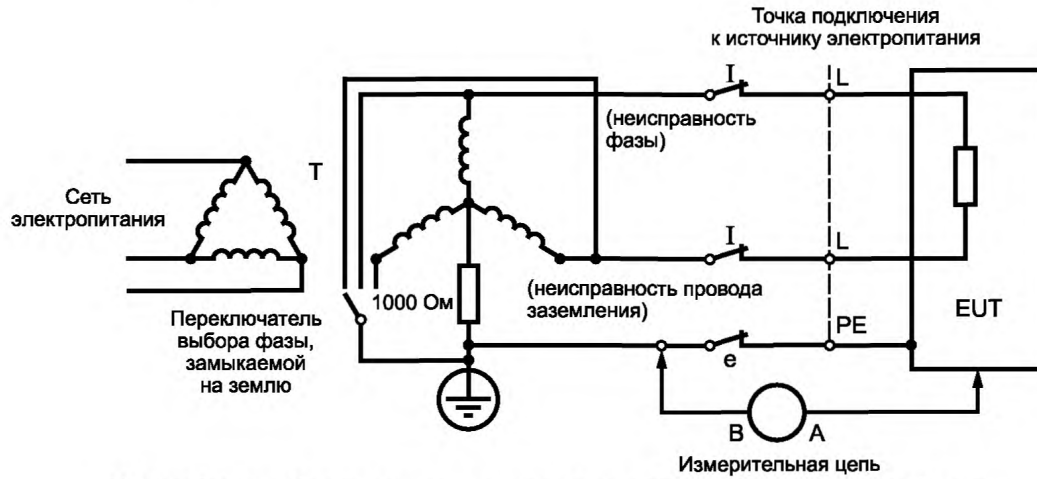 Точка подключения
к источнику электропитания
I
L
(неисправность
фазы)
T
Сеть
электропитания
I
L
1000 Ом
(неисправность провода
заземления)
Переключатель
выбора фазы,
замыкаемой
на землю
PE
EUT
e
B
A
Измерительная цепь